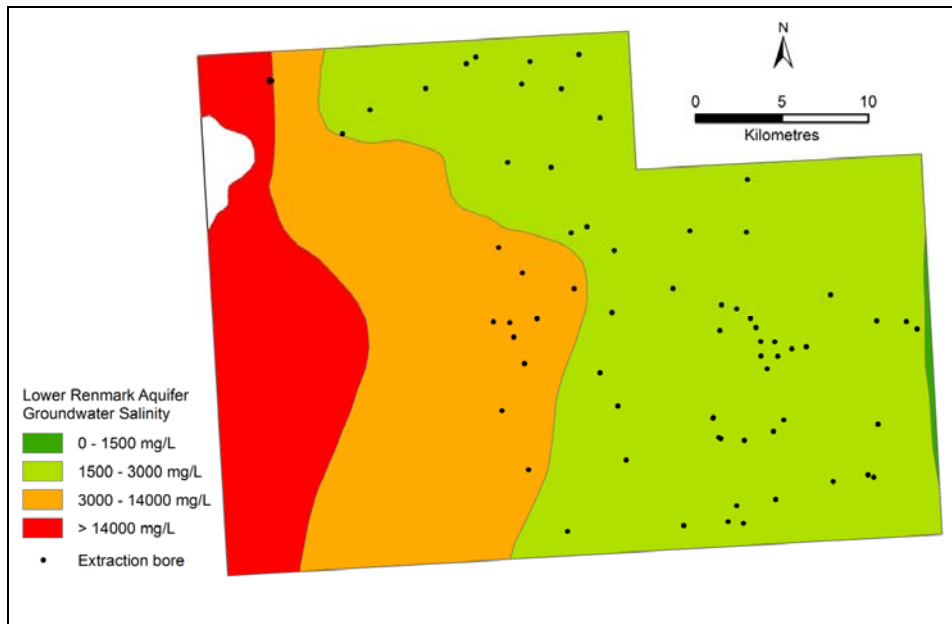 N
0 5 10
Kilometres
Lower Renmark Aquifer
Groundwater Salinity
0 - 1500 mg/L
1500 - 3000 mg/L
3000 - 14000 mg/L
> 14000 mg/L
Extraction bore